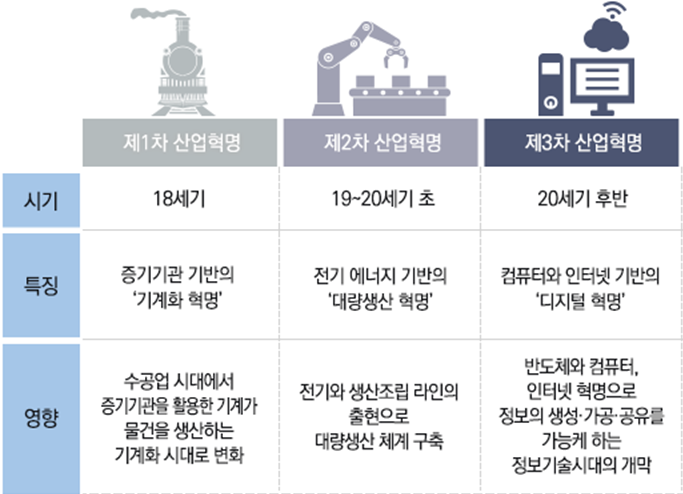 제1차 산업혁명
제2차 산업혁명
제3차 산업혁명
시기
18세기
19~20세기 초
20세기 후반
특징
증기기관 기반의
‘기계화 혁명’
전기 에너지 기반의
‘대량생산 혁명’
컴퓨터와 인터넷 기반의
‘디지털 혁명’
영향
수공업 시대에서
증기기관을 활용한 기계가
물건을 생산하는
기계화 시대로 변화
전기와 생산조립 라인의
출현으로
대량생산 체계 구축
반도체와 컴퓨터,
인터넷 혁명으로
정보의 생성·가공·공유를
가능케 하는
정보기술시대의 개막